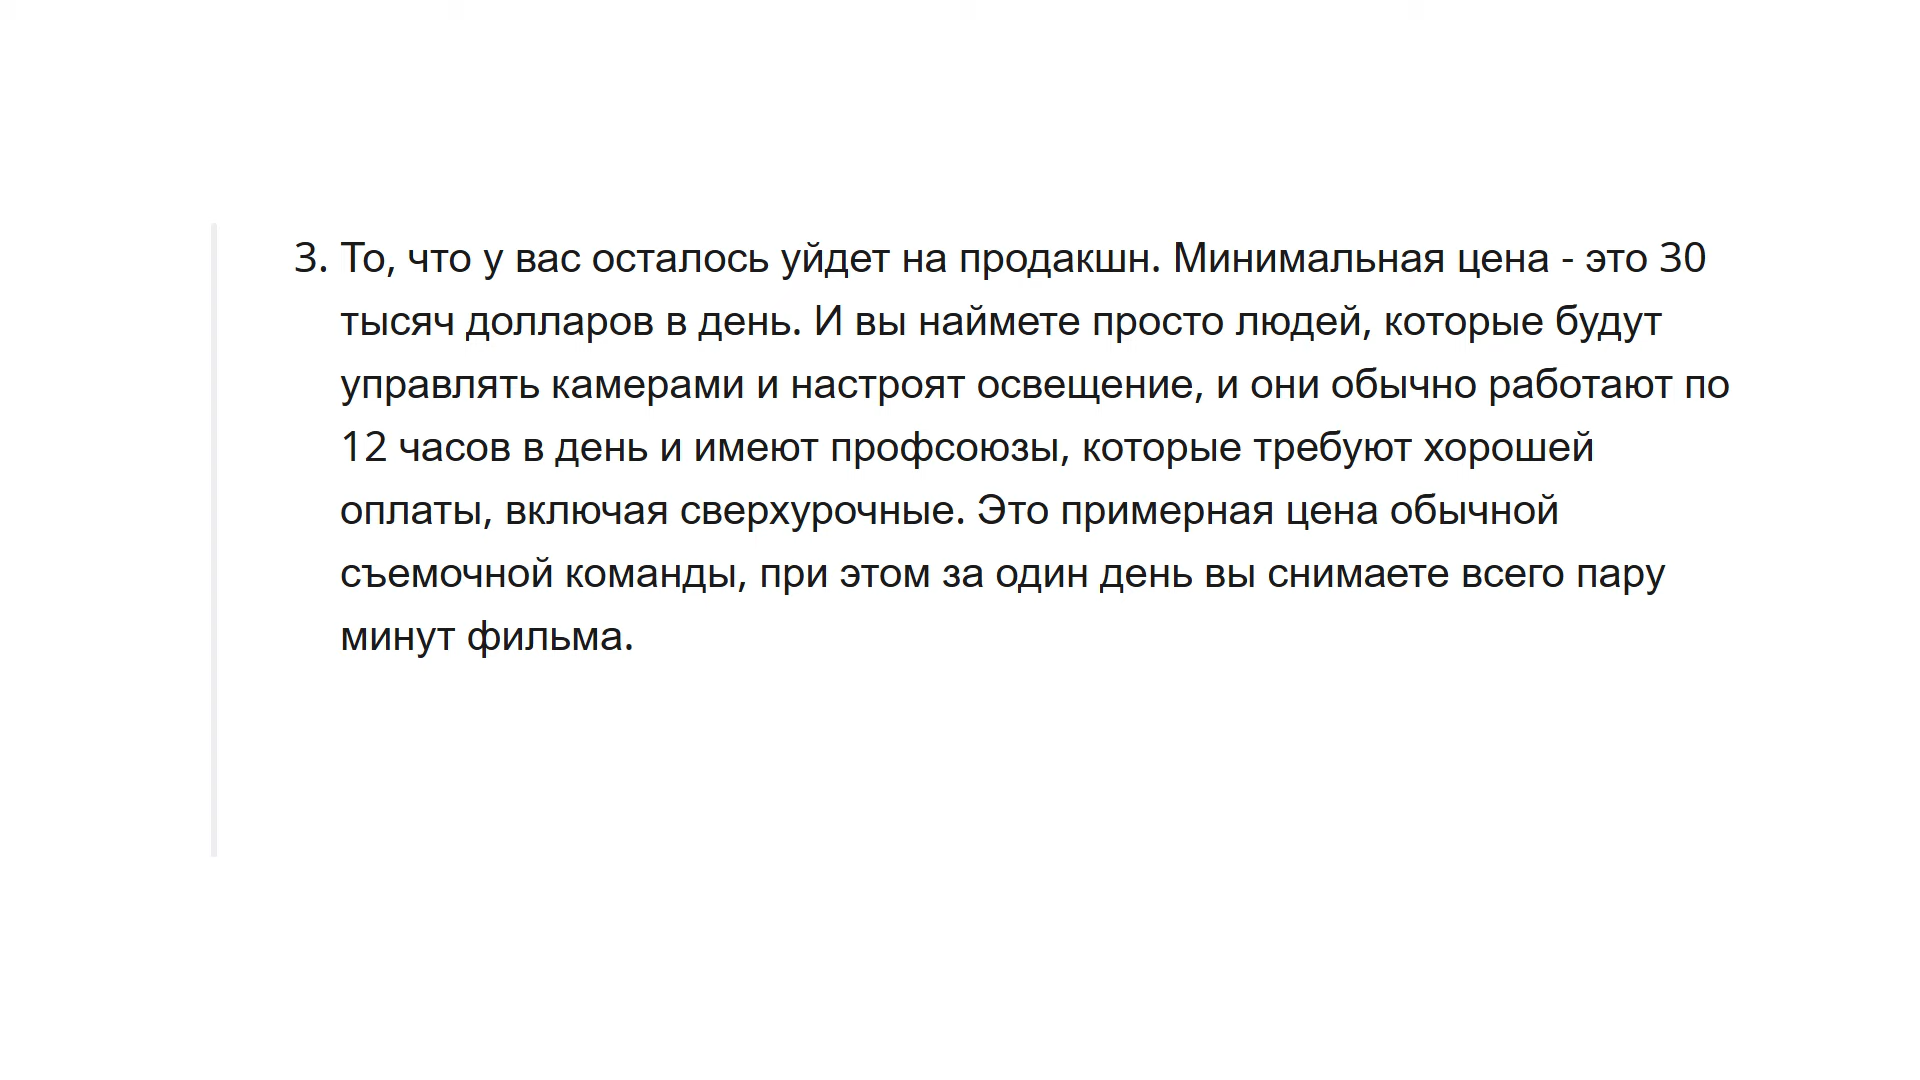 3. То, что у вас осталось уйдет на продакшн. Минимальная цена - это 30
тысяч долларов в день. И вы наймете просто людей, которые будут
управлять камерами и настроят освещение, и они обычно работают по
12 часов в день и имеют профсоюзы, которые требуют хорошей
оплаты, включая сверхурочные. Это примерная цена обычной
съемочной команды, при этом за один день вы снимаете всего пару
минут фильма.